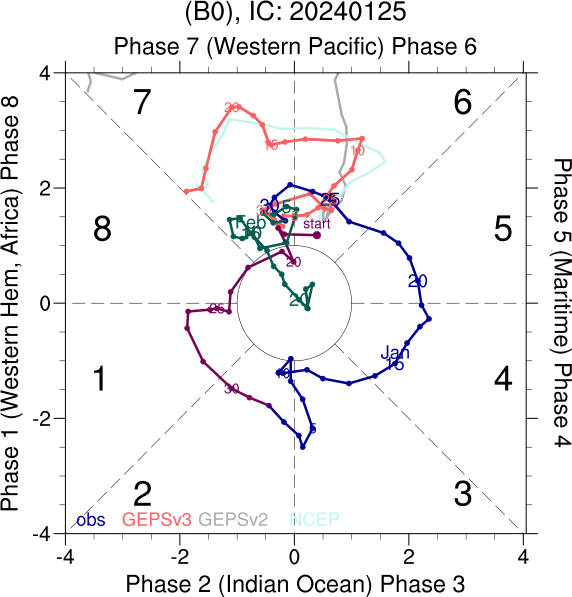 (B0), IC: 20240125
Phase 7 (Western Pacific) Phase 6
Phase 1 (Western Hem, Africa) Phase 8
Phase 5 (Maritime) Phase 4
4
2
0
-2
-4
7
6
8
5
1
4
2
3
20
15
10
30
25
Feb
start
20
25
20
20
Jan
15
10
30
5
obs GEPSv3 GEPSv2 NCEP
-4 -2 0 2 4
Phase 2 (Indian Ocean) Phase 3